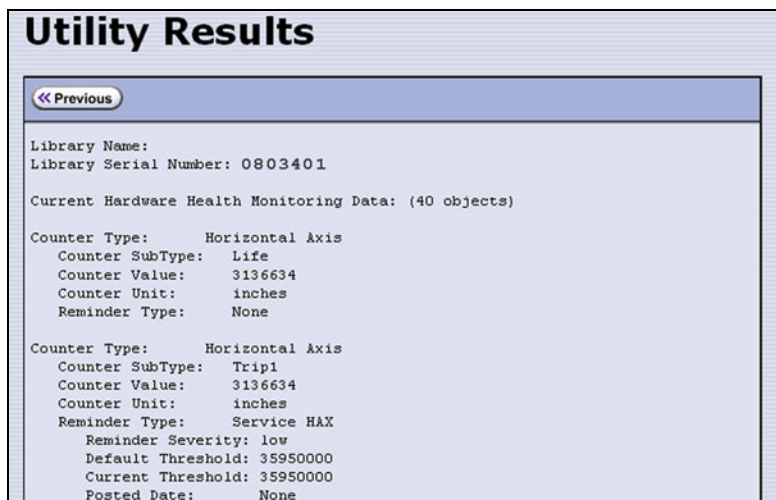 Utility Results
« Previous
Library Name:
Library Serial Number: 0803401
Current Hardware Health Monitoring Data: (40 objects)
Counter Type: Horizontal Axis
Counter SubType: Life
Counter Value: 3136634
Counter Unit: inches
Reminder Type: None
Counter Type: Horizontal Axis
Counter SubType: Trip1
Counter Value: 3136634
Counter Unit: inches
Reminder Type: Service HAX
Reminder Severity: low
Default Threshold: 35950000
Current Threshold: 35950000
Posted Date: None